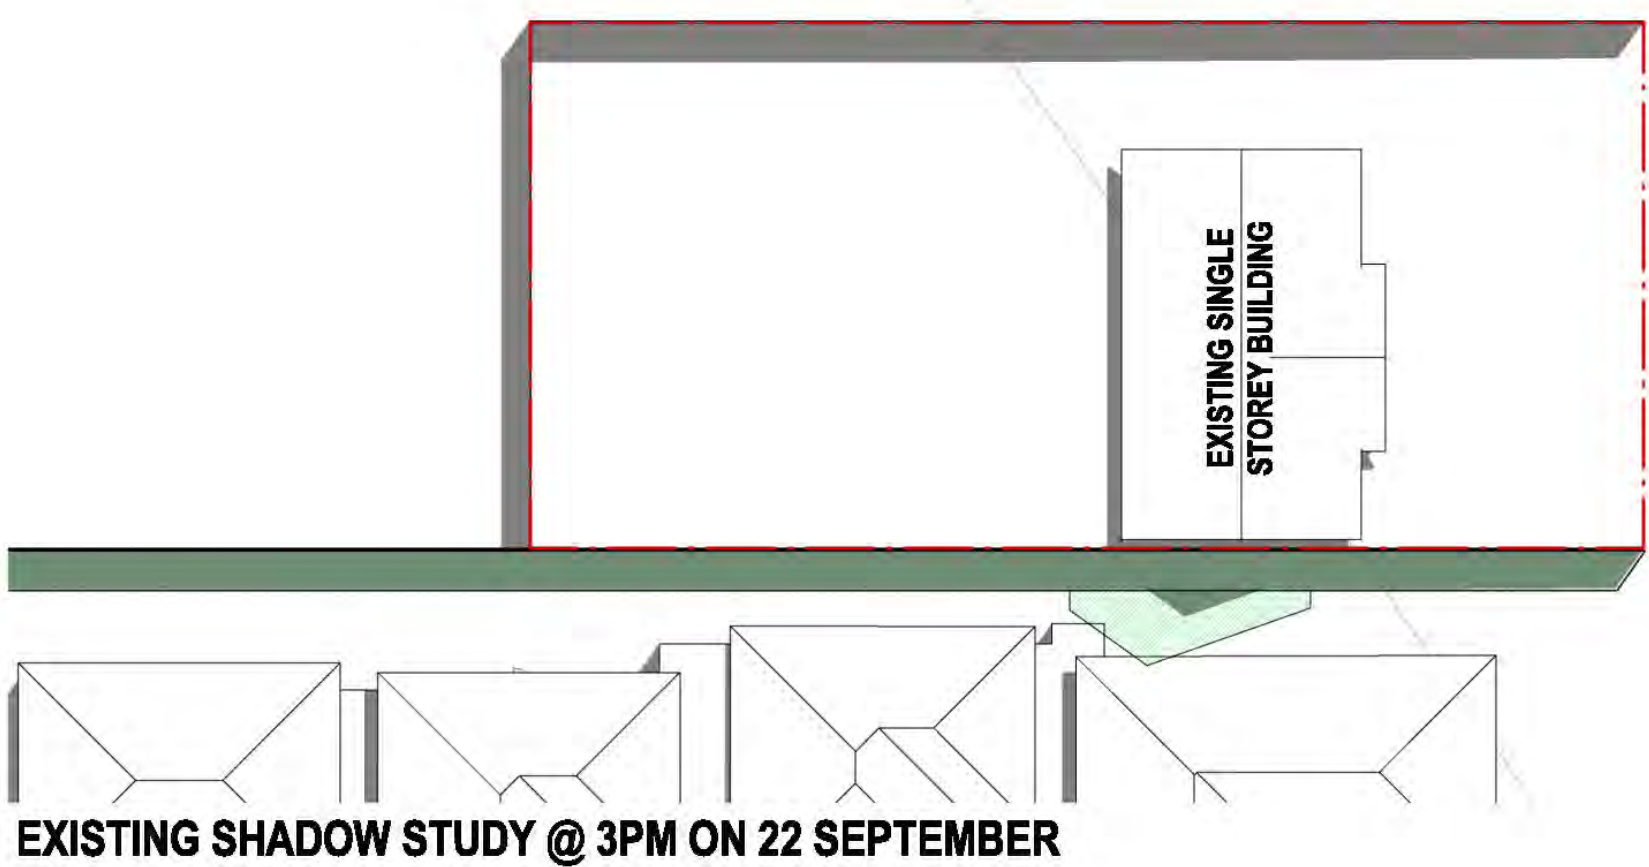 EXISTING SINGLE
STOREY BUILDING
EXISTING SHADOW STUDY @ 3PM ON 22 SEPTEMBER